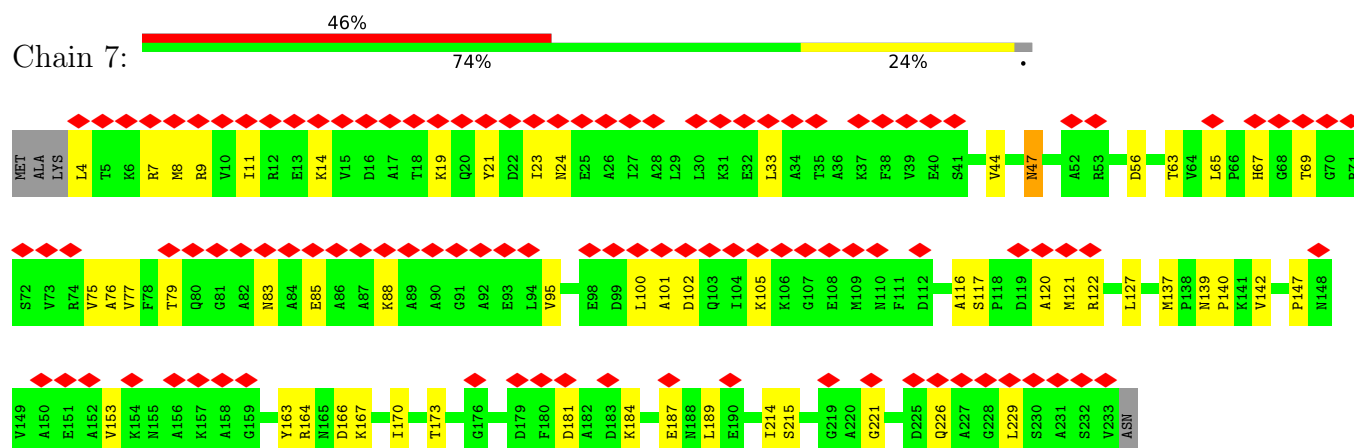 46%
Chain 7:
74% 24% •
MET ALA LYS L4 T5 K6 R7 M8 R9 V10 I11 R12 E13 K14 V15 D16 A17 T18 K19 Q20 Y21 D22 I23 N24 E25 A26 I27 A28 L29 L30 K31 E32 L33 A34 T35 A36 K37 F38 V39 E40 S41 V44 N47 A52 R53 D56 T63 V64 L65 P66 H67 G68 T69 G70 R71
S72 V73 R74 V75 A76 V77 F78 T79 Q80 G81 A82 N83 A84 E85 A86 A87 K88 A89 A90 G91 A92 E93 L94 V95 E98 D99 L100 A101 D102 Q103 I104 K105 K106 G107 E108 M109 N110 F111 D112 A116 S117 P118 D119 A120 M121 R122 L127 M137 P138 N139 P140 K141 V142 P147 N148
V149 A150 E151 A152 V153 K154 N155 A156 K157 A158 G159 Y163 R164 N165 D166 K167 I170 T173 G176 D179 F180 D181 A182 D183 K184 E187 N188 L189 E190 I214 S215 G219 A220 G221 D225 Q226 A227 G228 L229 S230 A231 S232 V233 ASN